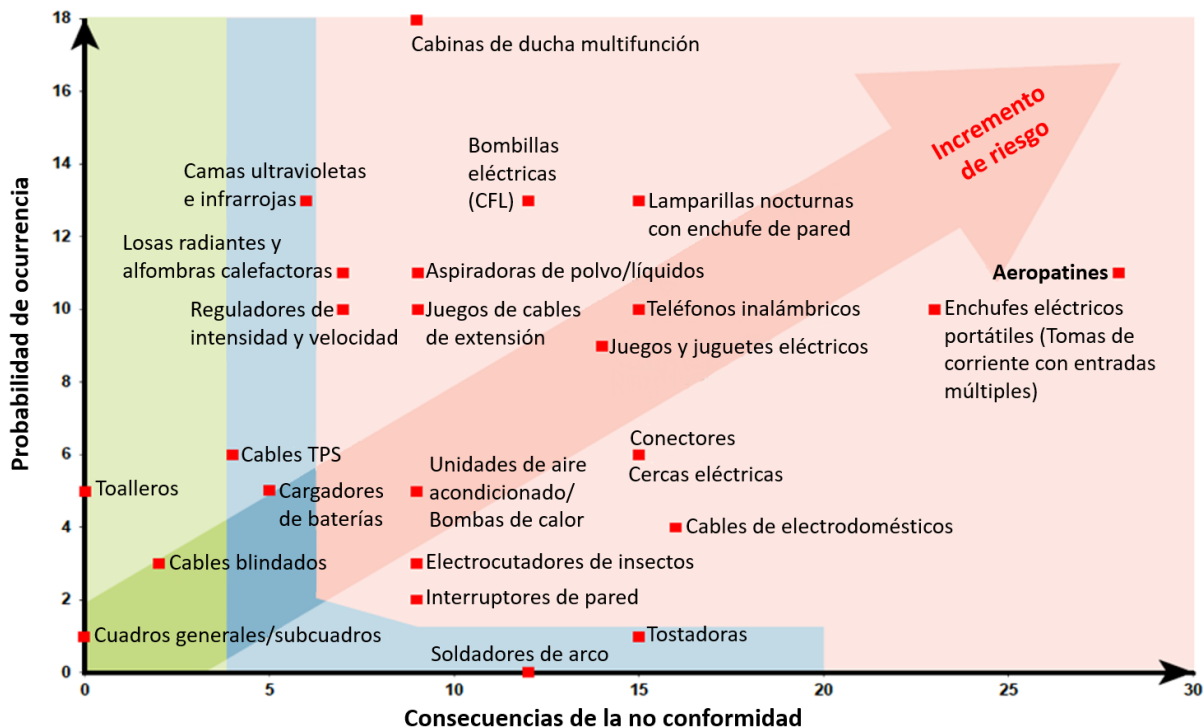 18
Cabinas de ducha multifunción
16
Incremento
de riesgo
14
Camas ultravioletas
e infrarrojas
Bombillas
eléctricas
(CFL)
Lamparillas nocturnas
con enchufe de pared
12
Losas radiantes y
alfombras calefactoras
Aspiradoras de polvo/líquidos
Aeropatines
10
Reguladores de
intensidad y velocidad
Juegos de cables
de extensión
Teléfonos inalámbricos
Enchufes eléctricos
portátiles (Tomas de
corriente con entradas
múltiples)
Juegos y juguetes eléctricos
8
6
Cables TPS
Conectores
Cercas eléctricas
Toalleros
Cargadores
de baterías
Unidades de aire
acondicionado/
Bombas de calor
4
Cables de electrodomésticos
Cables blindados
Electrocutadores de insectos
2
Interruptores de pared
Cuadros generales/subcuadros
Tostadoras
Soldadores de arco
0
0
5
10
15
20
25
30
Probabilidad de ocurrencia
Consecuencias de la no conformidad